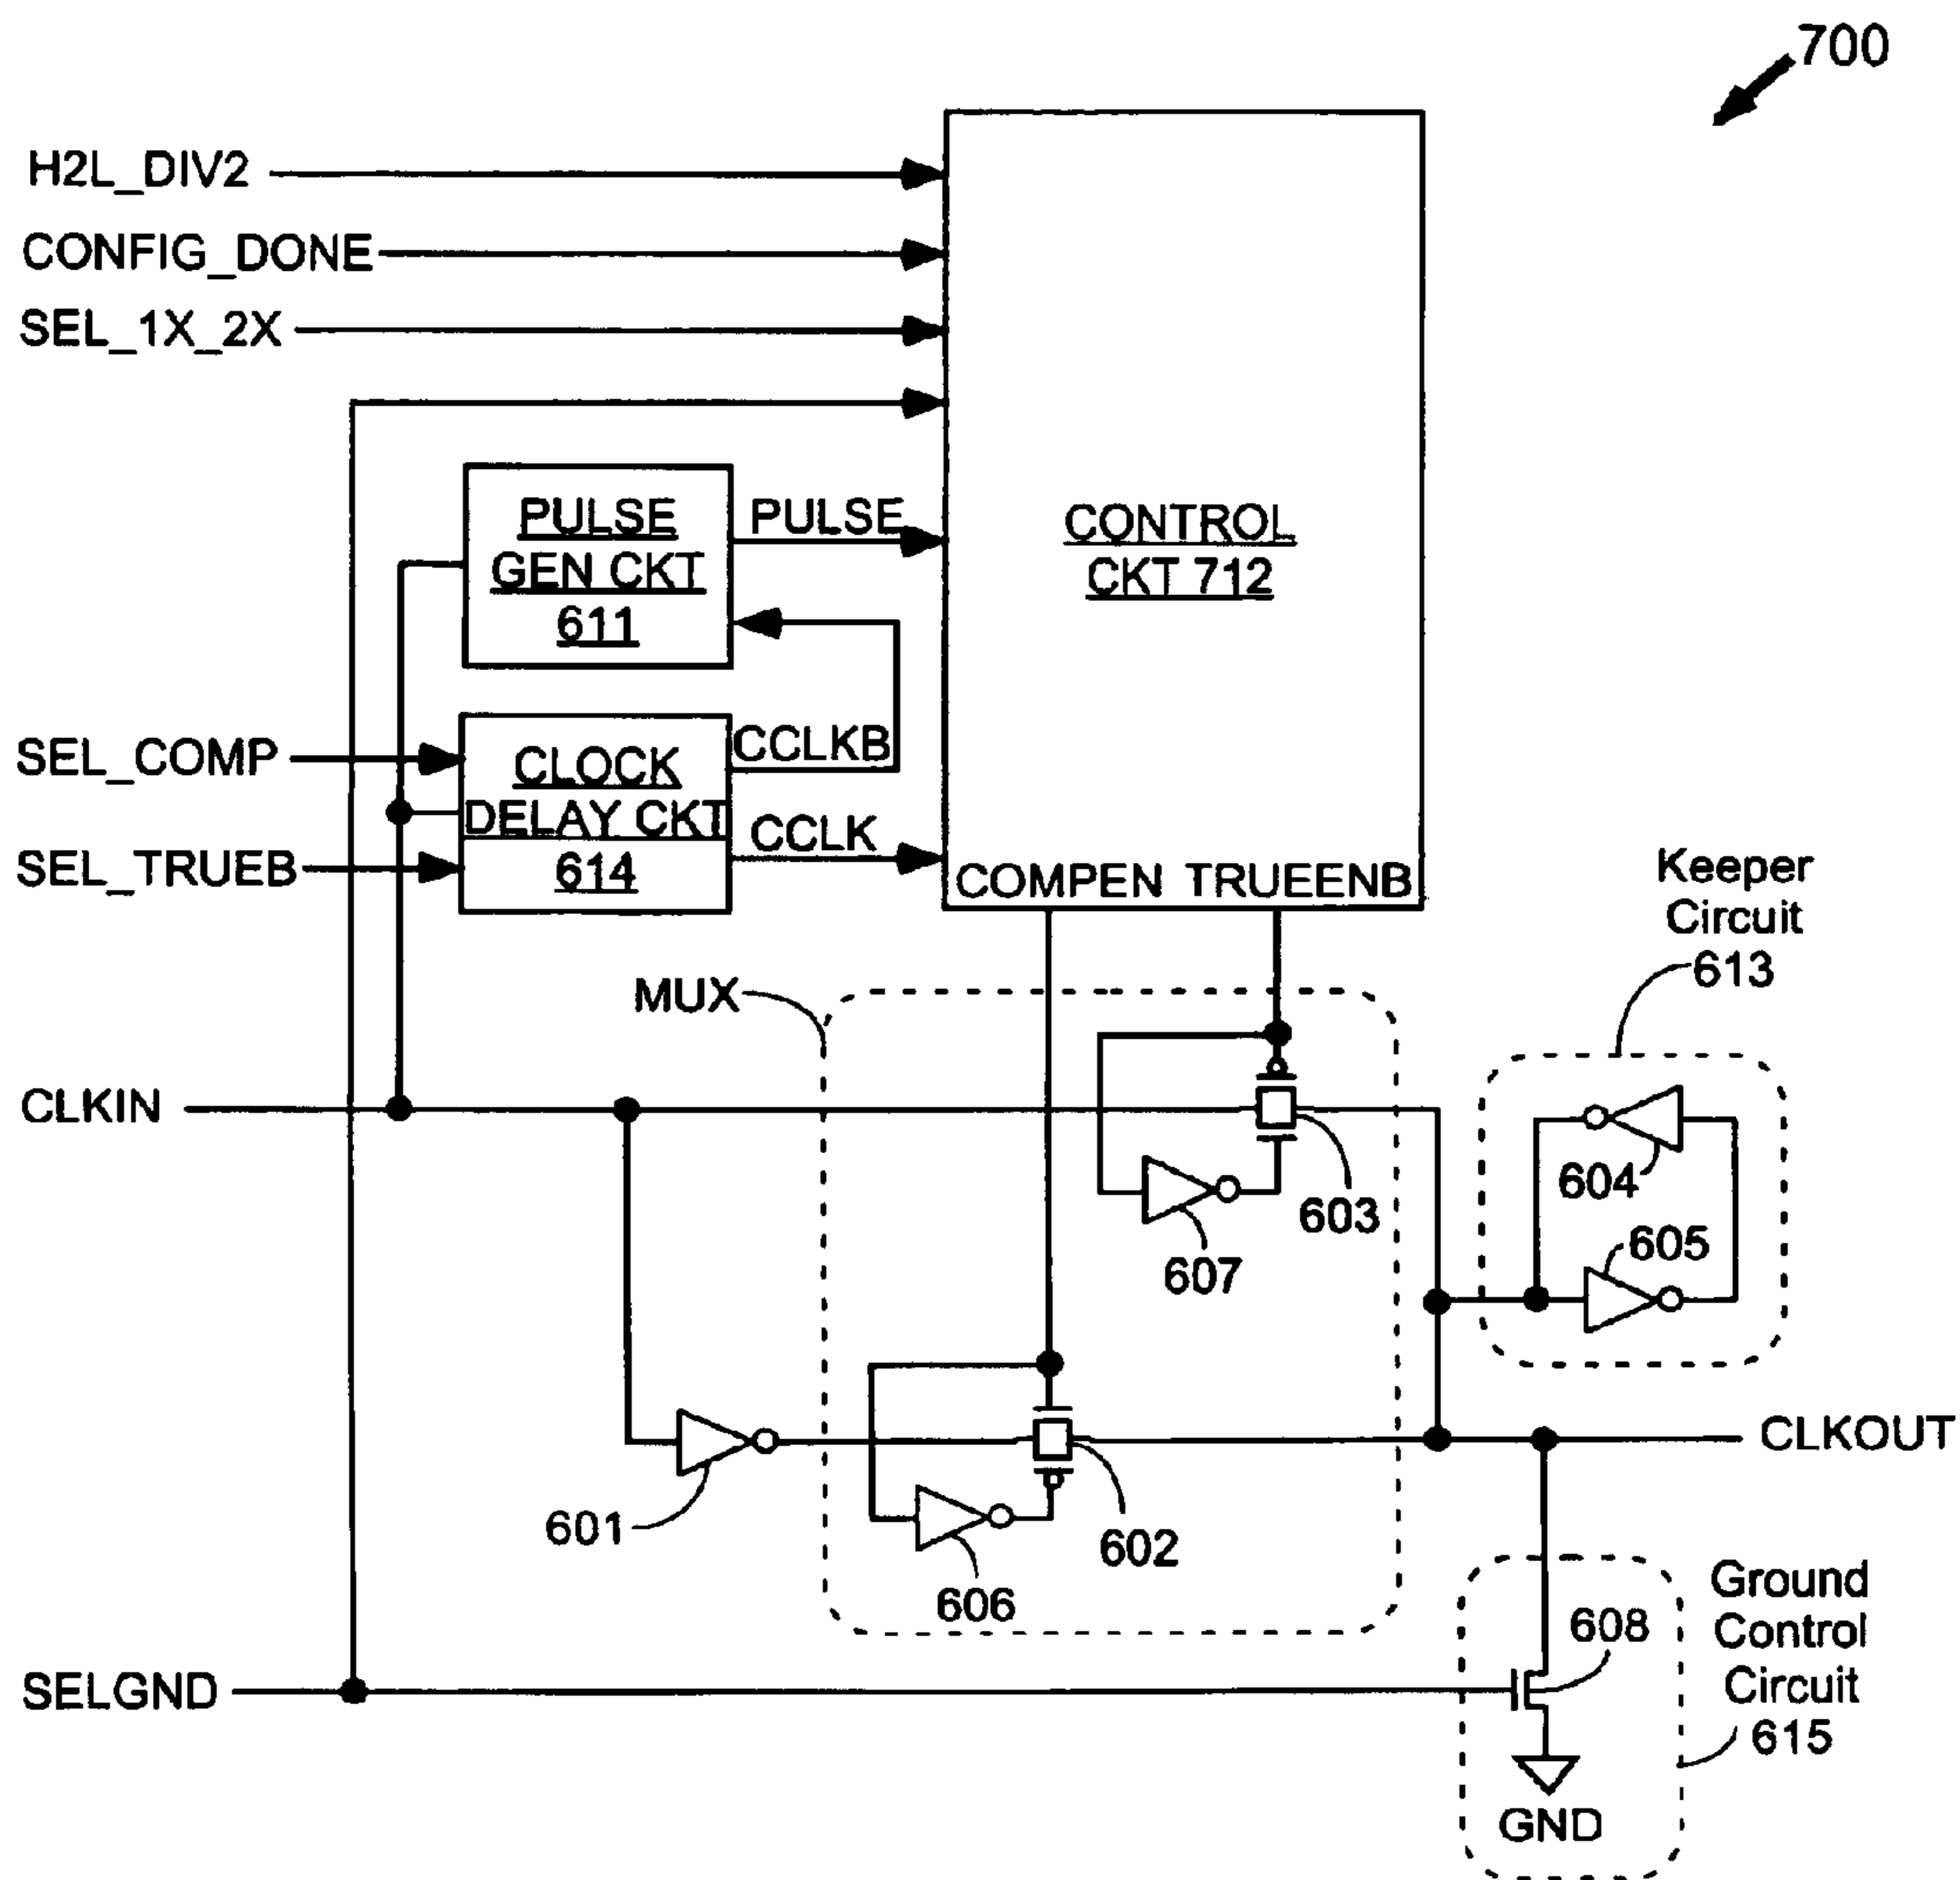 700
H2L_DIV2
CONFIG_DONE
SEL_1X_2X
PULSE
GEN CKT
611
PULSE
CONTROL
CKT 712
SEL_COMP
CLOCK
DELAY CKT
614
CCLKB
CCLK
SEL_TRUEB
COMPEN TRUEENB
Keeper
Circuit
613
MUX
CLKIN
604
603
605
607
CLKOUT
601
602
606
Ground
Control
Circuit
615
608
SELGND
GND